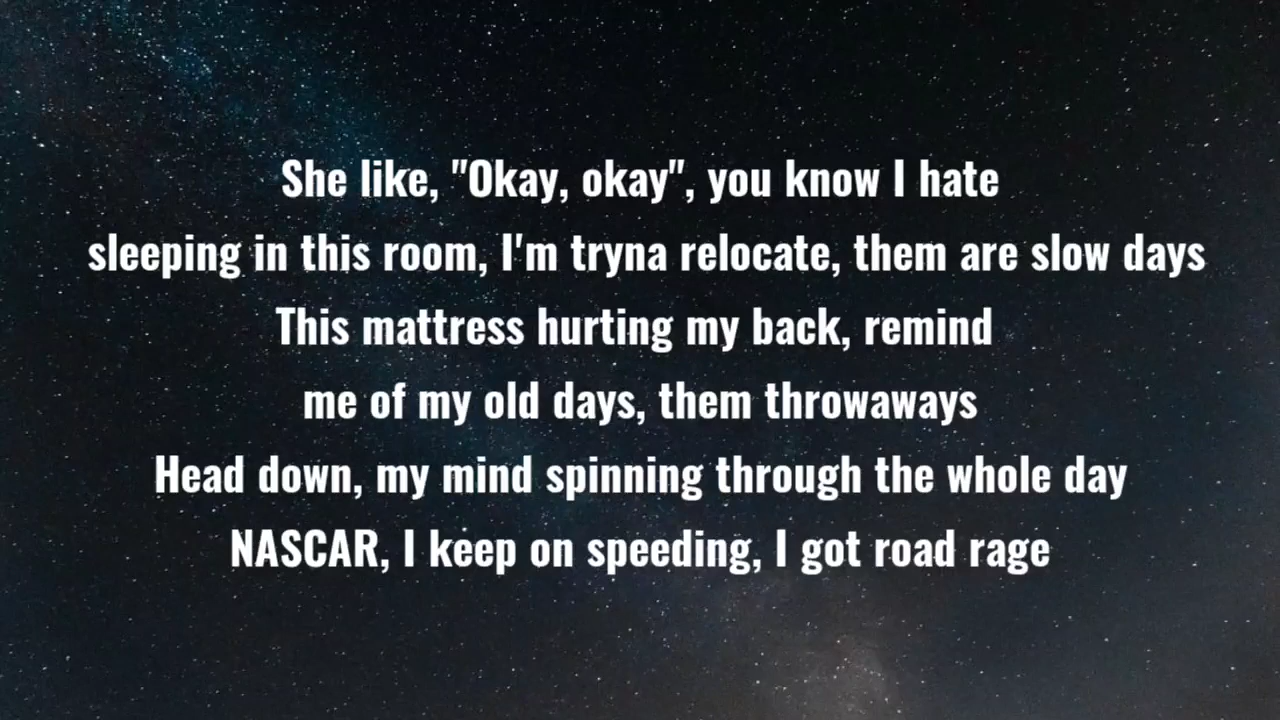 She like, "Okay, okay", you know I hate
sleeping in this room, I'm tryna relocate, them are slow days
This mattress hurting my back, remind
me of my old days, them throwaways
Head down, my mind spinning through the whole day
NASCAR, I keep on speeding, I got road rage